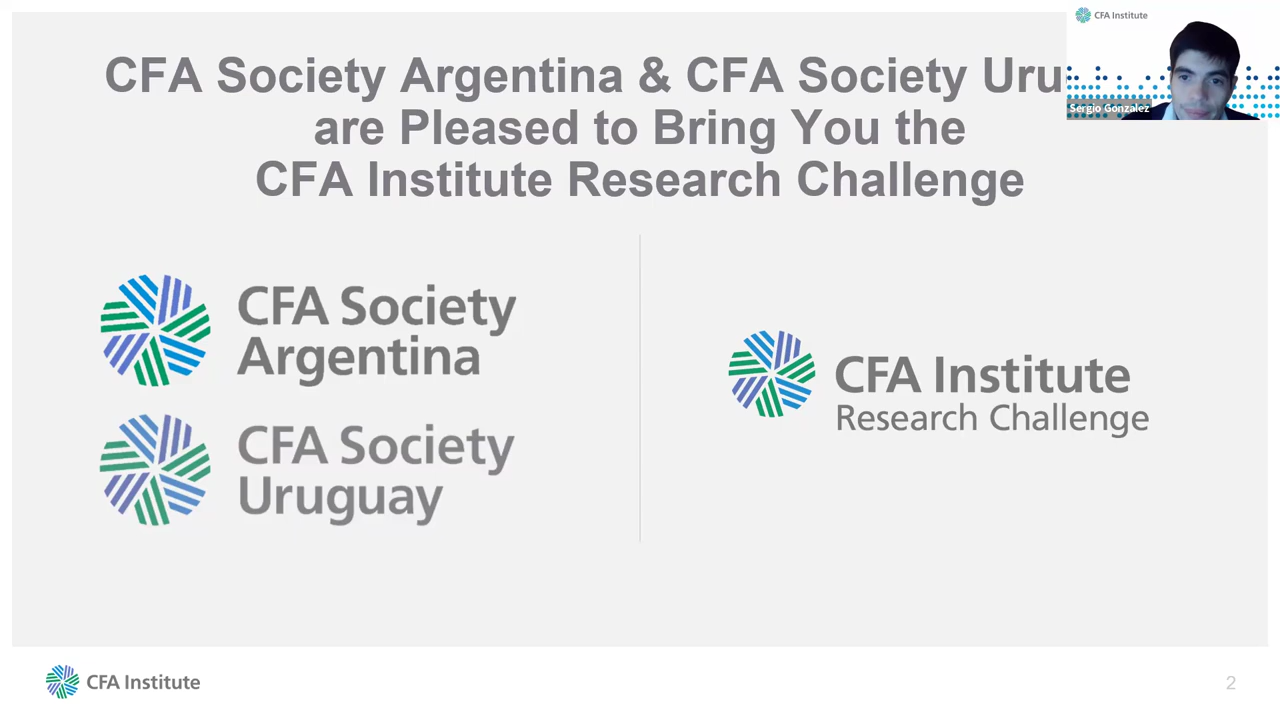 CFA Society Argentina & CFA Society Uru
are Pleased to Bring You the
CFA Institute Research Challenge
CFA Institute
Sergio Gonzalez
CFA Society
Argentina
CFA Society
Uruguay
CFA Institute
Research Challenge
CFA Institute
2